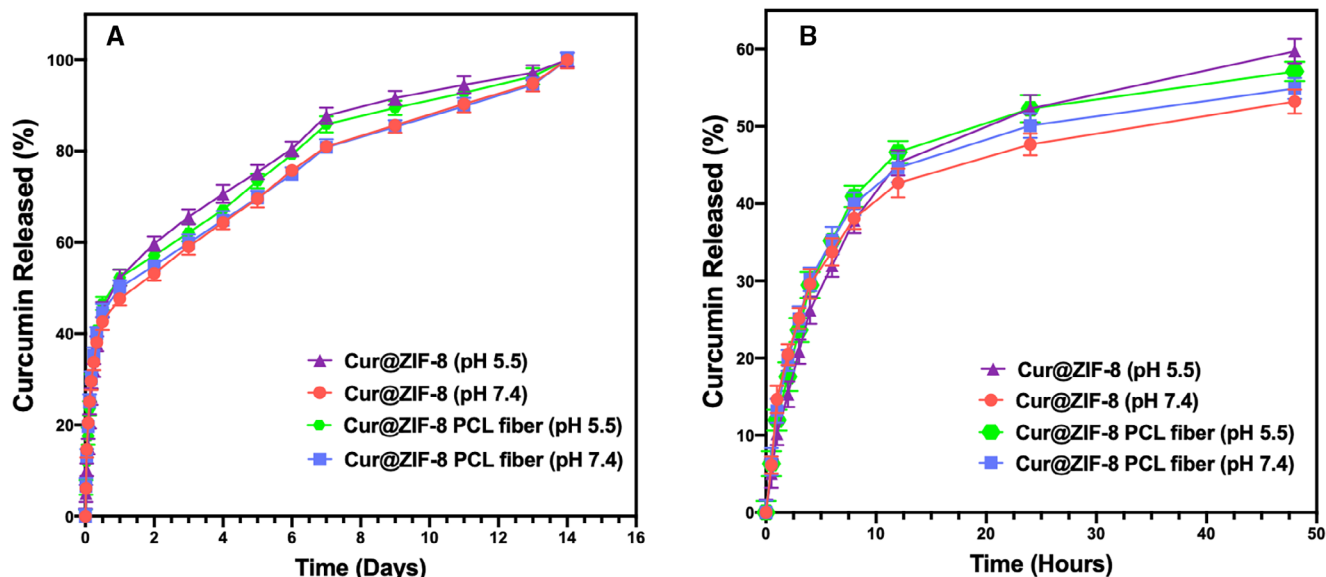 A
Curcumin Released (%)
100
80
60
40
20
0
Cur@ZIF-8 (pH 5.5)
Cur@ZIF-8 (pH 7.4)
Cur@ZIF-8 PCL fiber (pH 5.5)
Cur@ZIF-8 PCL fiber (pH 7.4)
0 2 4 6 8 10 12 14 16
Time (Days)
B
Curcumin Released (%)
60
50
40
30
20
10
0
Cur@ZIF-8 (pH 5.5)
Cur@ZIF-8 (pH 7.4)
Cur@ZIF-8 PCL fiber (pH 5.5)
Cur@ZIF-8 PCL fiber (pH 7.4)
0 10 20 30 40 50
Time (Hours)